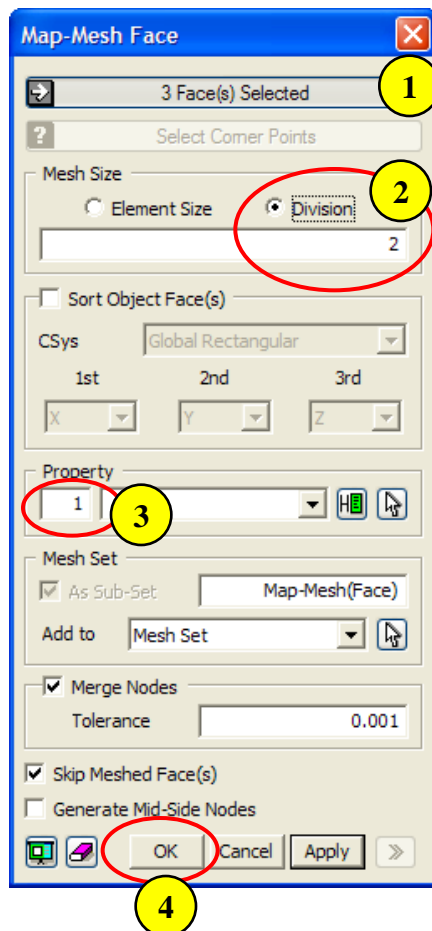 Map-Mesh Face
3 Face(s) Selected
1
? Select Corner Points
Mesh Size
2
Element Size Division
2
Sort Object Face(s)
CSys Global Rectangular
1st 2nd 3rd
X Y Z
Property
1
3
Mesh Set
As Sub-Set Map-Mesh(Face)
Add to Mesh Set
Merge Nodes
Tolerance 0.001
Skip Meshed Face(s)
Generate Mid-Side Nodes
OK Cancel Apply >>
4